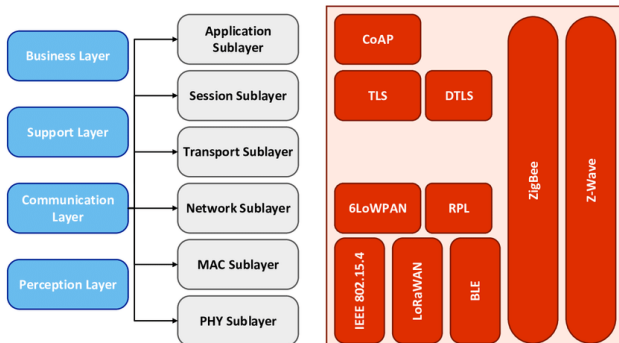 Business Layer
Support Layer
Communication
Layer
Perception Layer
Application
Sublayer
Session Sublayer
Transport Sublayer
Network Sublayer
MAC Sublayer
PHY Sublayer
CoAP
TLS
DTLS
6LoWPAN
RPL
IEEE 802.15.4
LoRaWAN
BLE
ZigBee
Z-Wave